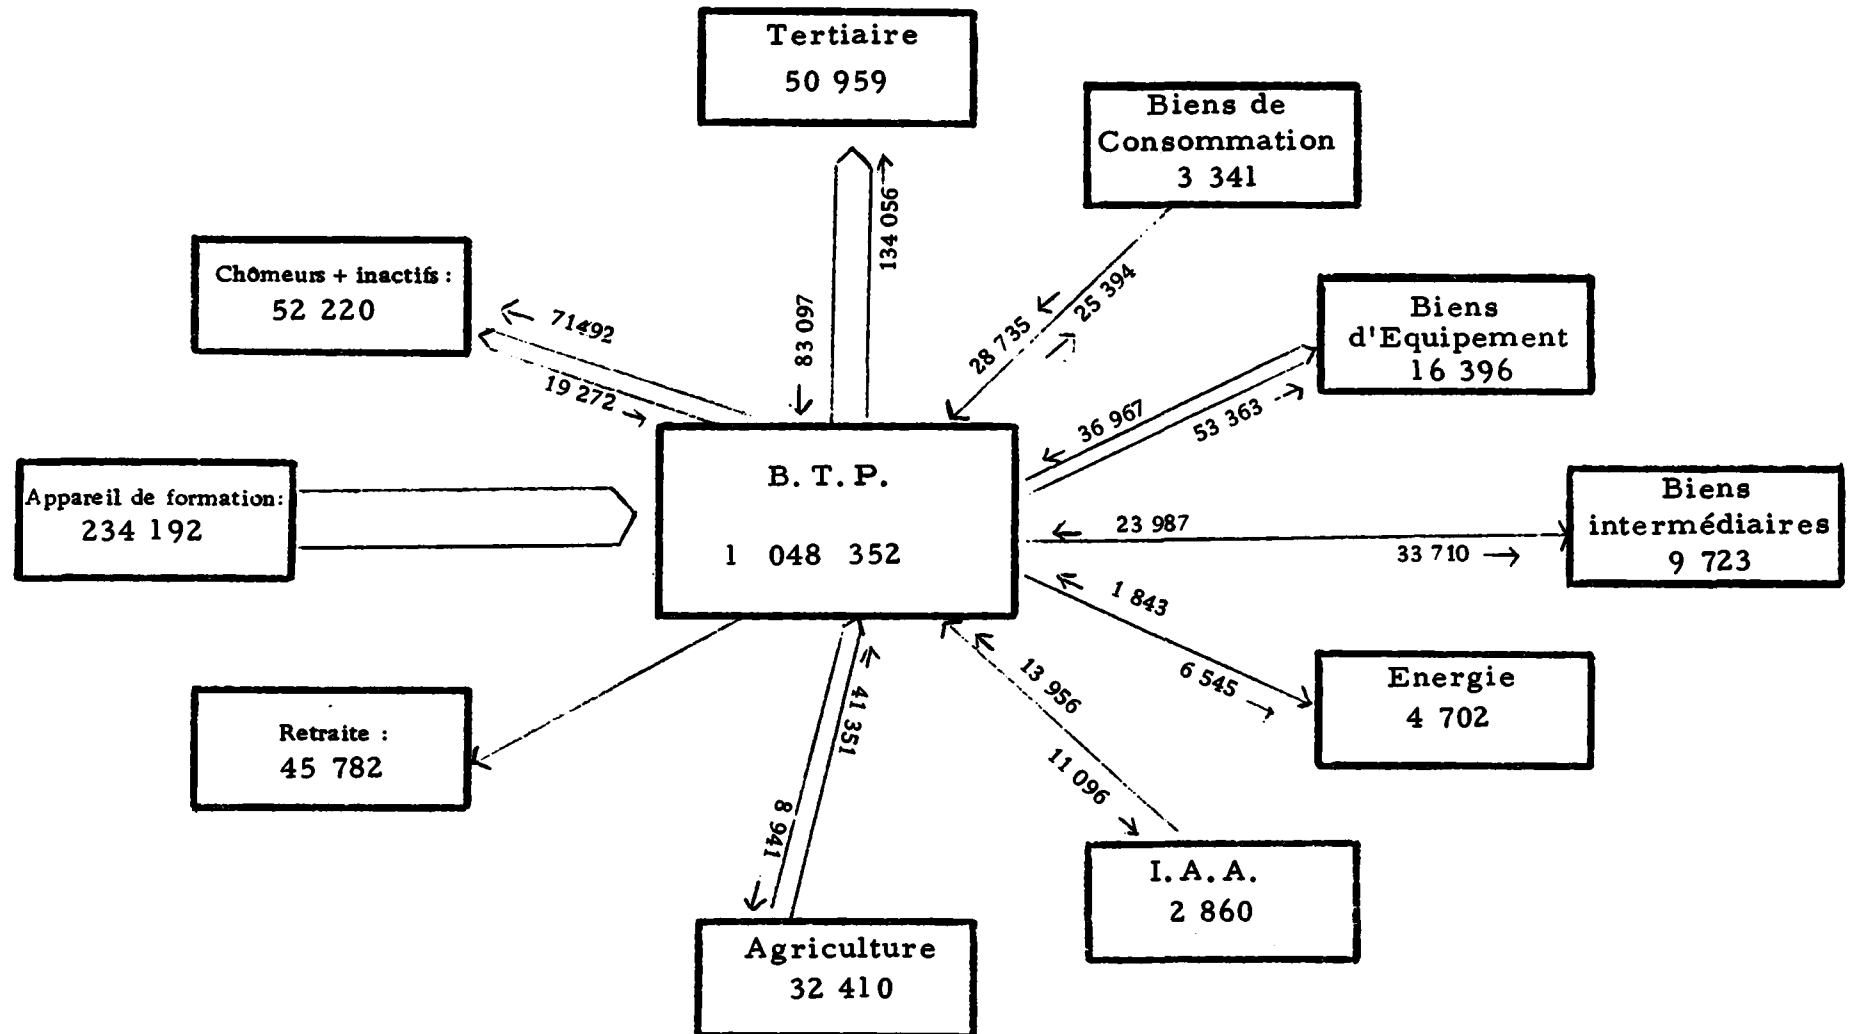 Tertiaire
50 959
Biens de
Consommation
3 341
134 056
83 097
Chômeurs + inactifs :
52 220
71492
19 272
28 735
25 394
Biens
d'Equipement
16 396
36 967
53 363
Appareil de formation:
234 192
B. T. P.
1 048 352
23 987
33 710
Biens
intermédiaires
9 723
1 843
6 545
Energie
4 702
Retraite :
45 782
41 351
8 941
13 956
11 096
I. A. A.
2 860
Agriculture
32 410